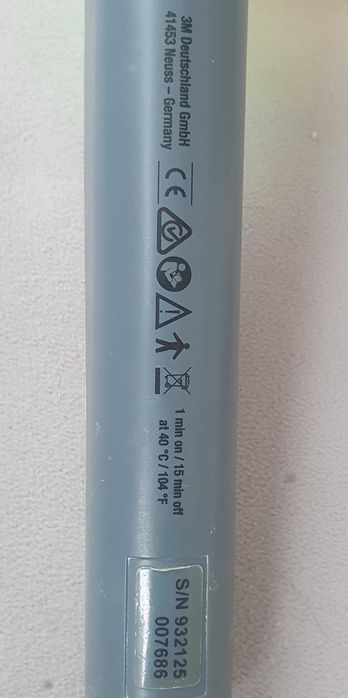 3M Deutschland GmbH
41453 Neuss – Germany
CE
1 min on / 15 min off
at 40 °C / 104 °F
S/N 932125
007686